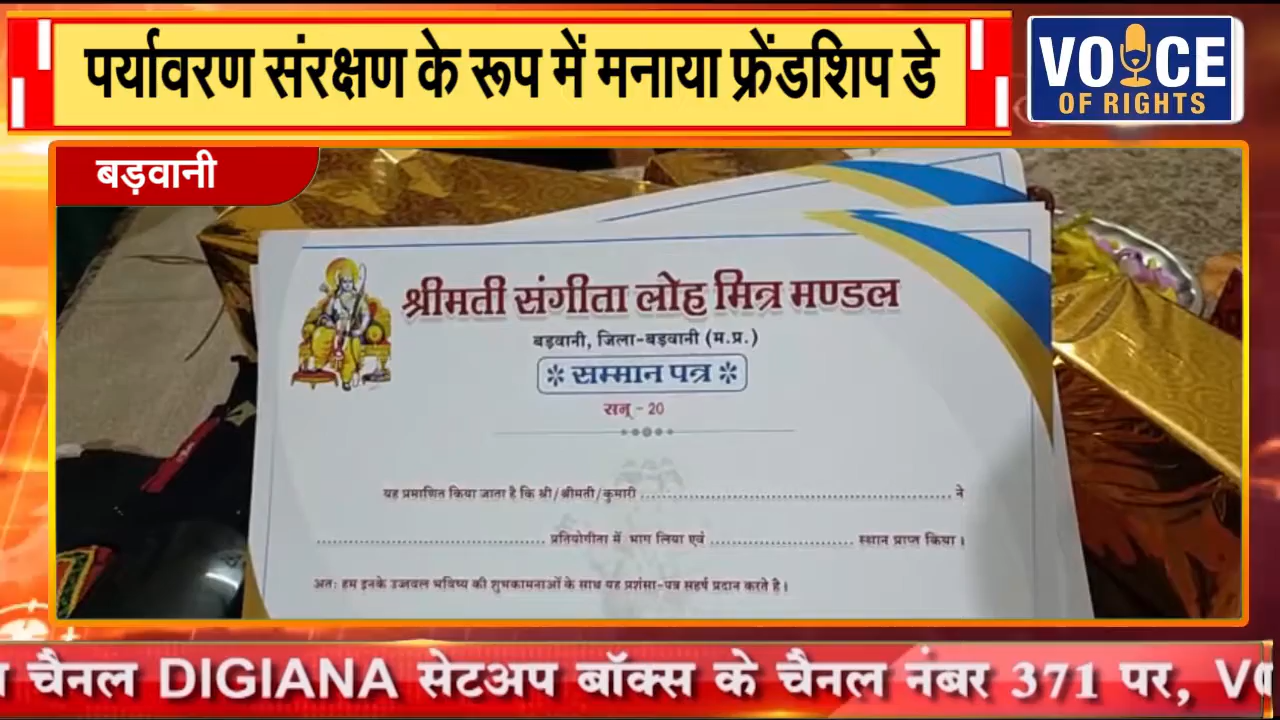 पर्यावरण संरक्षण के रूप में मनाया फ्रेंडशिप डे
VOICE
OF RIGHTS
बड़वानी
श्रीमती संगीता लोह मित्र मण्डल
बड़वानी, जिला-बड़वानी (म.प्र.)
सम्मान पत्र
सन् - 20
यह प्रमाणित किया जाता है कि श्री/श्रीमती/कुमारी ........................ ने
........................ प्रतियोगीता में भाग लिया एवं ........................ स्थान प्राप्त किया।
अतः हम इनके उज्जवल भविष्य की शुभकामनाओं के साथ यह प्रशंसा-पत्र सहर्ष प्रदान करते है।
चैनल DIGIANA सेटअप बॉक्स के चैनल नंबर 371 पर,